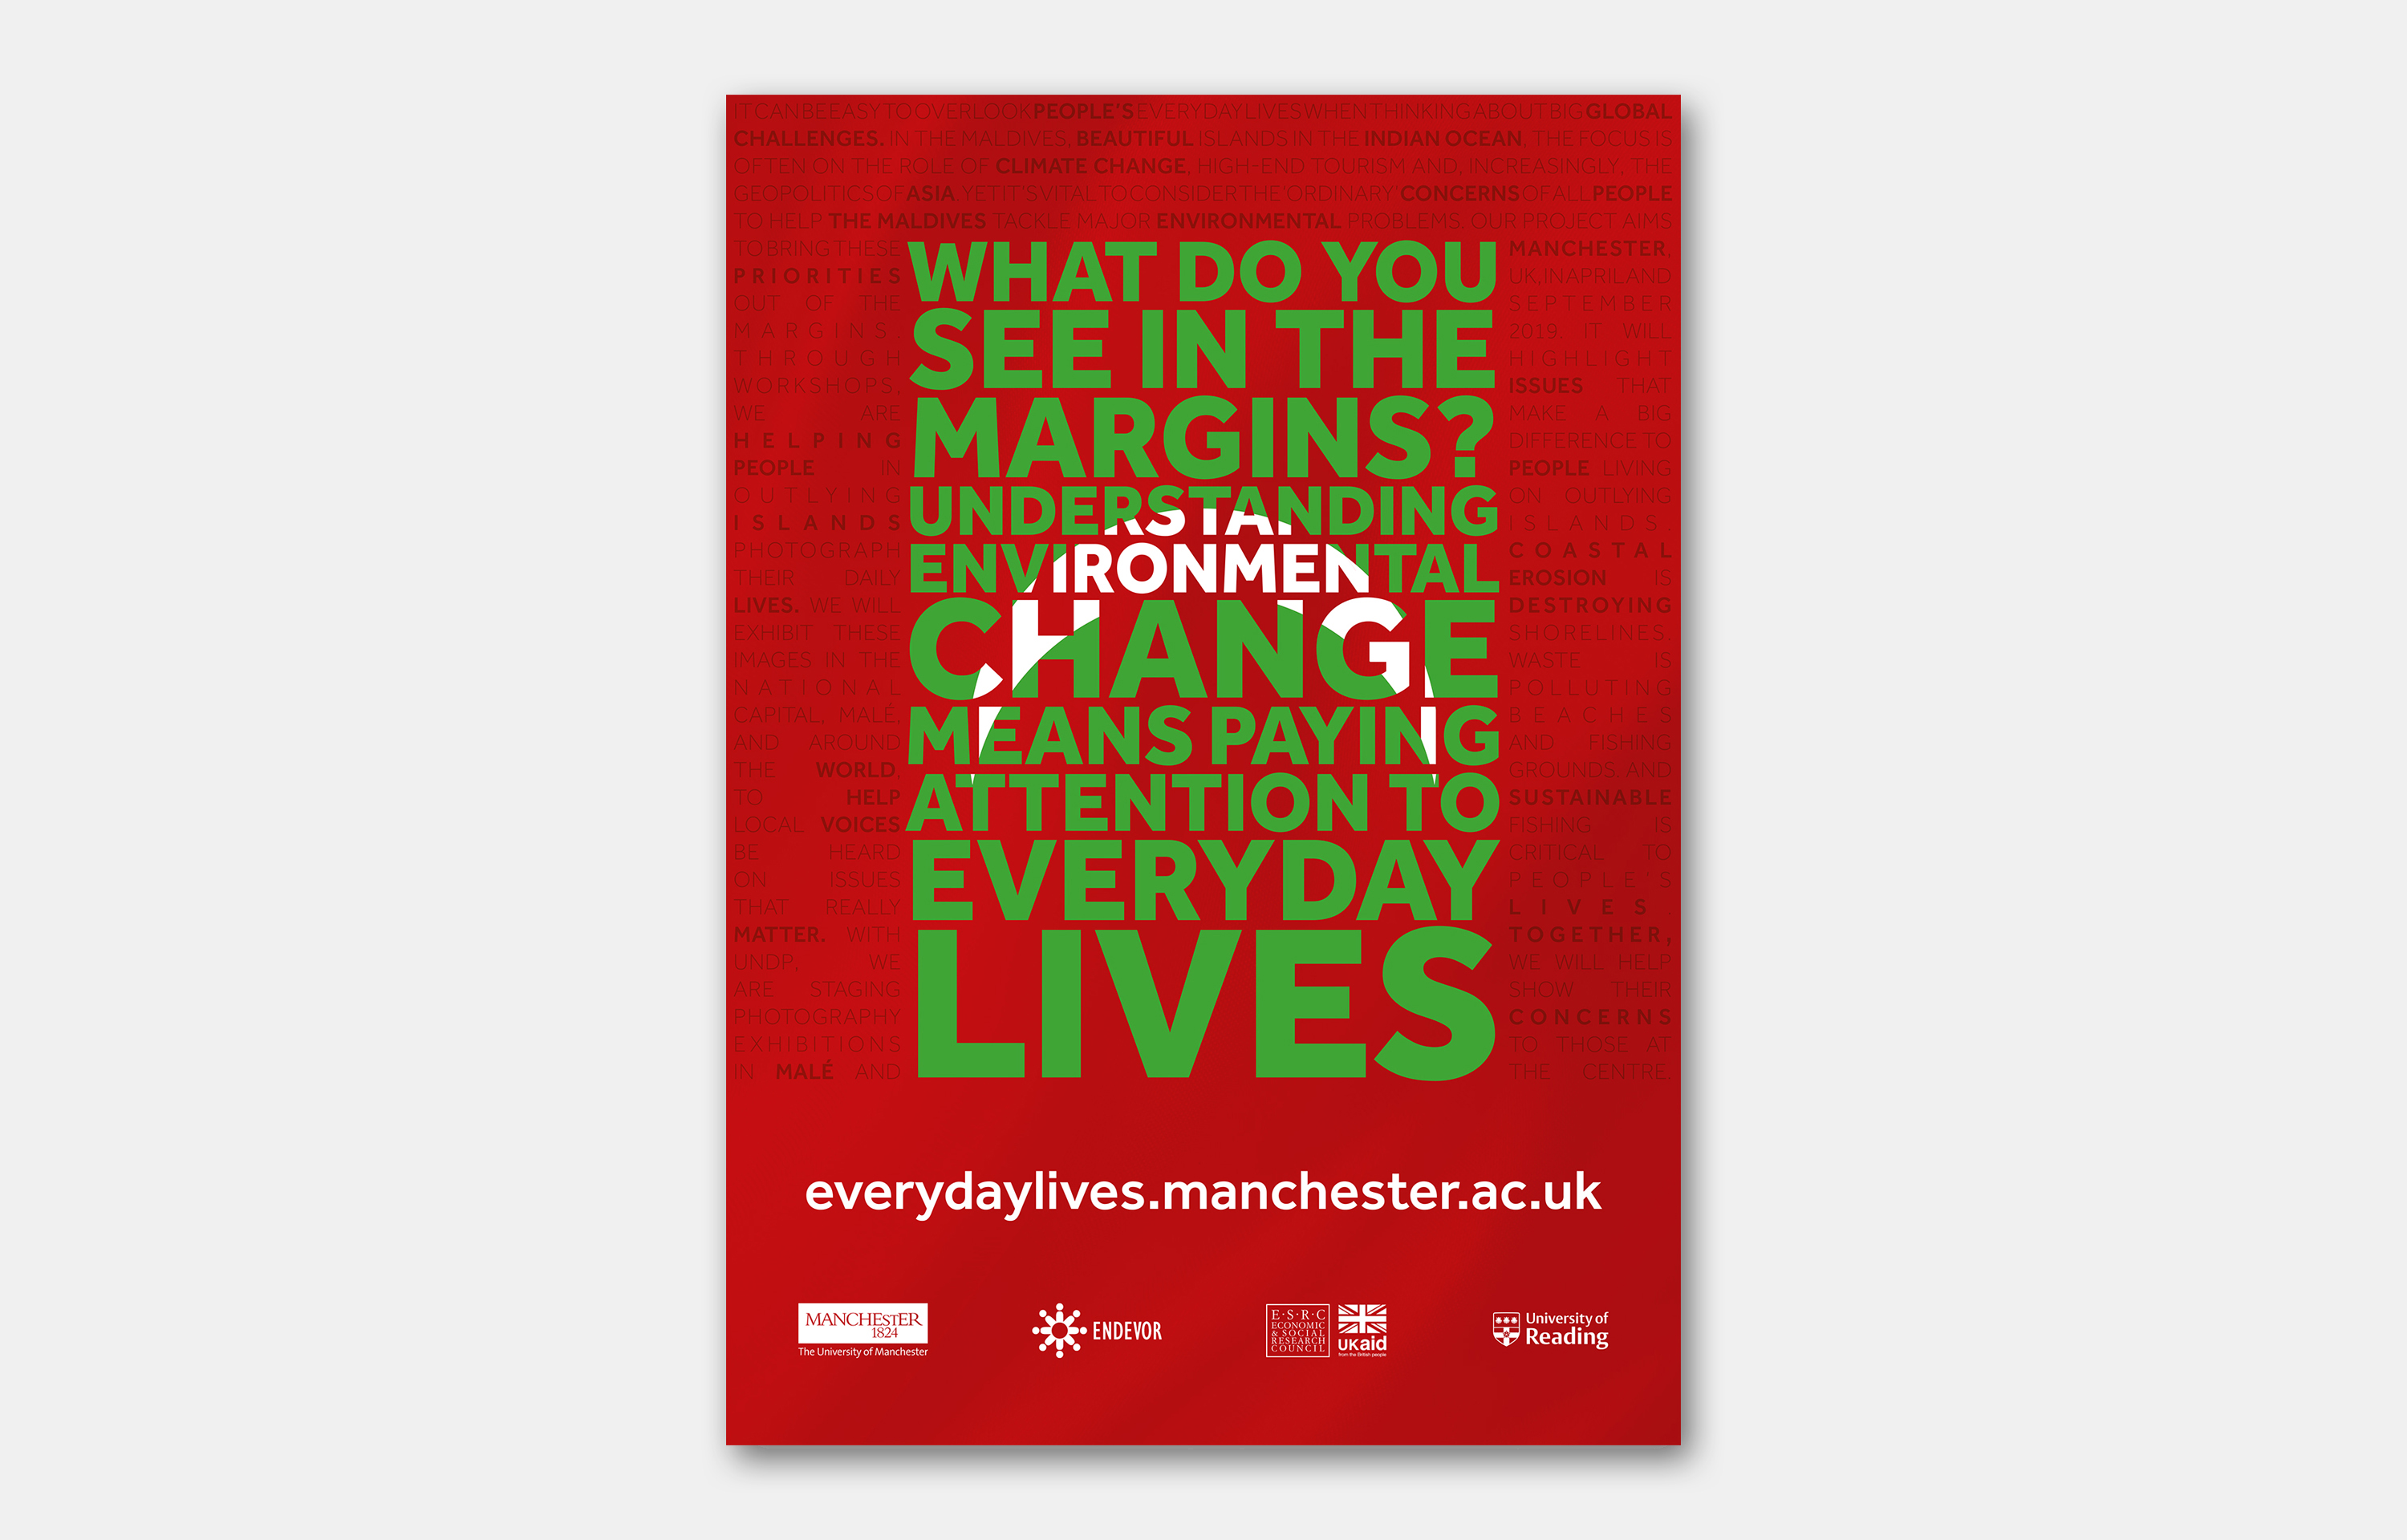 IT CAN BE EASY TO OVERLOOK PEOPLE'S EVERYDAY LIVES WHEN THINKING ABOUT BIG GLOBAL
CHALLENGES. IN THE MALDIVES, BEAUTIFUL ISLANDS IN THE INDIAN OCEAN, THE FOCUS IS
OFTEN ON THE ROLE OF CLIMATE CHANGE, HIGH-END TOURISM AND, INCREASINGLY, THE
GEOPOLITICS OF ASIA. YET IT'S VITAL TO CONSIDER THE 'ORDINARY' CONCERNS OF ALL PEOPLE
TO HELP THE MALDIVES TACKLE MAJOR ENVIRONMENTAL PROBLEMS. OUR PROJECT AIMS
TO BRING THESE
PRIORITIES
OUT OF THE
MARGINS.
THROUGH
WORKSHOPS,
WE ARE
HELPING
PEOPLE IN
OUTLYING
ISLANDS
PHOTOGRAPH
THEIR DAILY
LIVES. WE WILL
EXHIBIT THESE
IMAGES IN THE
NATIONAL
CAPITAL, MALÉ,
AND AROUND
THE WORLD.
TO HELP
LOCAL VOICES
BE HEARD
ON ISSUES
THAT REALLY
MATTER. WITH
UNDP, WE
ARE STAGING
PHOTOGRAPHY
EXHIBITIONS
IN MALÉ AND
MANCHESTER,
UK, IN APRIL AND
SEPTEMBER
2019. IT WILL
HIGHLIGHT
ISSUES THAT
MAKE A BIG
DIFFERENCE TO
PEOPLE LIVING
ON OUTLYING
ISLANDS.
COASTAL
EROSION IS
DESTROYING
SHORELINES.
WASTE IS
POLLUTING
BEACHES
AND FISHING
GROUNDS. AND
SUSTAINABLE
FISHING IS
CRITICAL TO
PEOPLE'S
LIVES.
TOGETHER,
WE WILL HELP
SHOW THEIR
CONCERNS
TO THOSE AT
THE CENTRE.
WHAT DO YOU
SEE IN THE
MARGINS?
UNDERSTANDING
ENVIRONMENTAL
CHANGE
MEANS PAYING
ATTENTION TO
EVERYDAY
LIVES
everydaylives.manchester.ac.uk
MANCHESTER
1824
The University of Manchester
ENDEVOR
E·S·R·C
ECONOMIC
& SOCIAL
RESEARCH
COUNCIL
UKaid
from the British people
University of
Reading